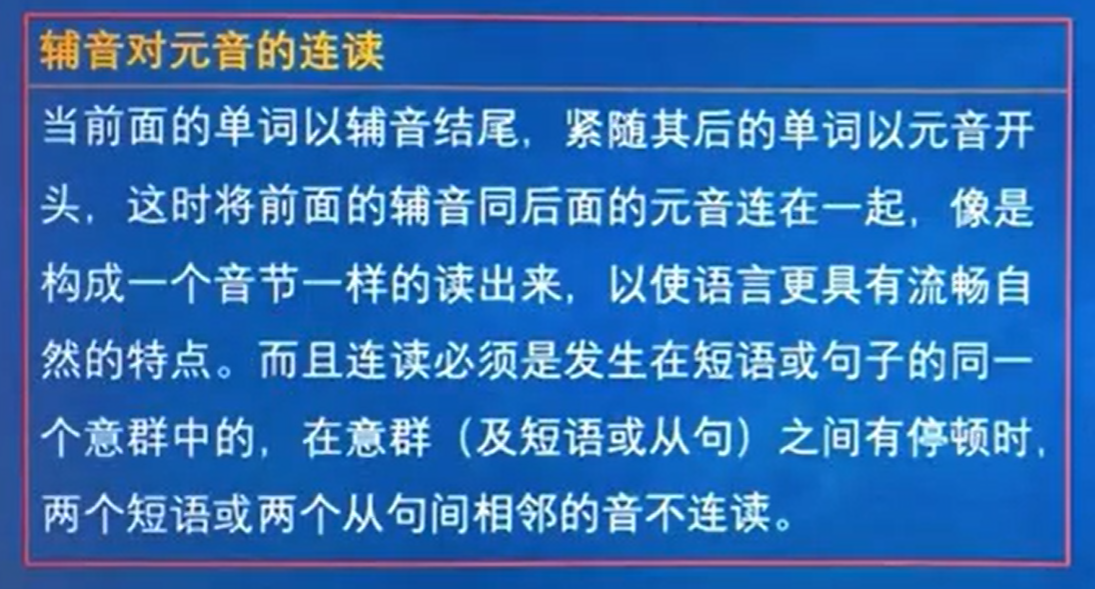 辅音对元音的连读
当前面的单词以辅音结尾，紧随其后的单词以元音开
头，这时将前面的辅音同后面的元音连在一起，像是
构成一个音节一样的读出来，以使语言更具有流畅自
然的特点。而且连读必须是发生在短语或句子的同一
个意群中的，在意群（及短语或从句）之间有停顿时，
两个短语或两个从句间相邻的音不连读。